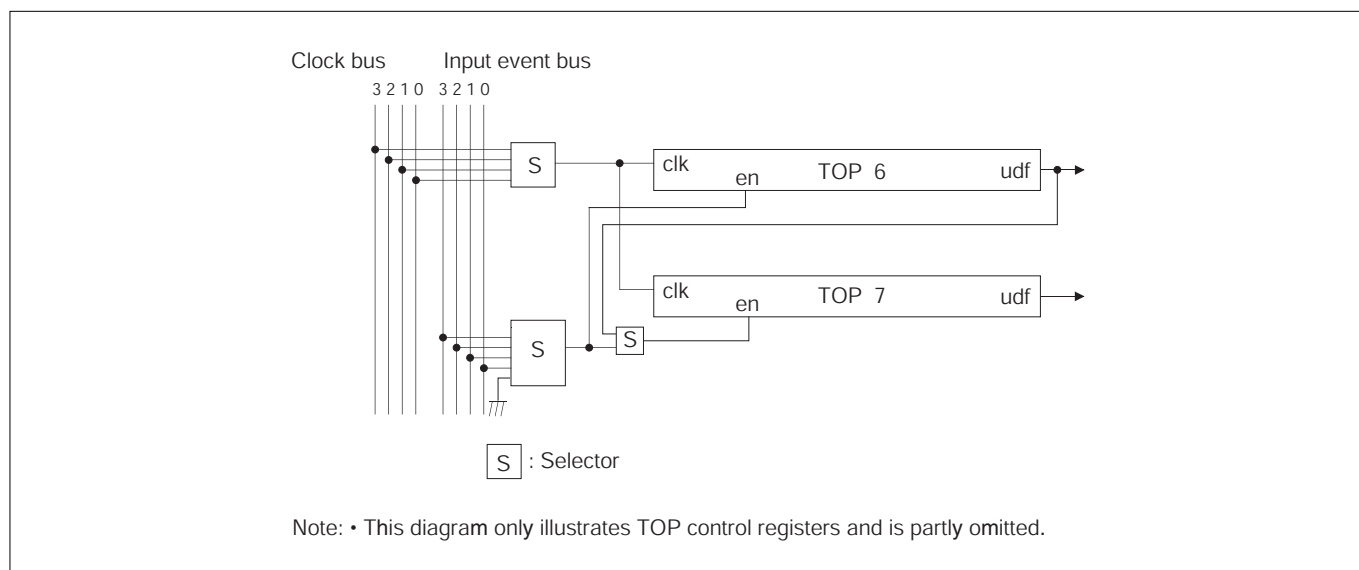 Clock bus
Input event bus
3 2 1 0
3 2 1 0
S
clk
en
TOP 6
udf
clk
en
TOP 7
udf
S
S
S : Selector
Note: • This diagram only illustrates TOP control registers and is partly omitted.